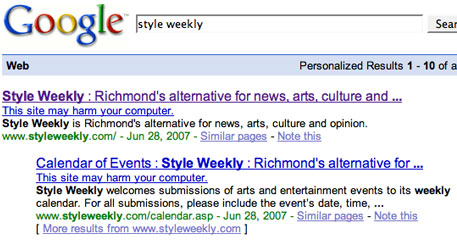 Google™ style weekly Sear
Web Personalized Results 1 - 10 of a
Style Weekly : Richmond's alternative for news, arts, culture and ...
This site may harm your computer.
Style Weekly is Richmond's alternative for news, arts, culture and opinion.
www.styleweekly.com/ - Jun 28, 2007 - Similar pages - Note this
Calendar of Events : Style Weekly : Richmond's alternative for ...
This site may harm your computer.
Style Weekly welcomes submissions of arts and entertainment events to its weekly
calendar. For all submissions, please include the event's date, time, ...
www.styleweekly.com/calendar.asp - Jun 28, 2007 - Similar pages - Note this
[ More results from www.styleweekly.com ]